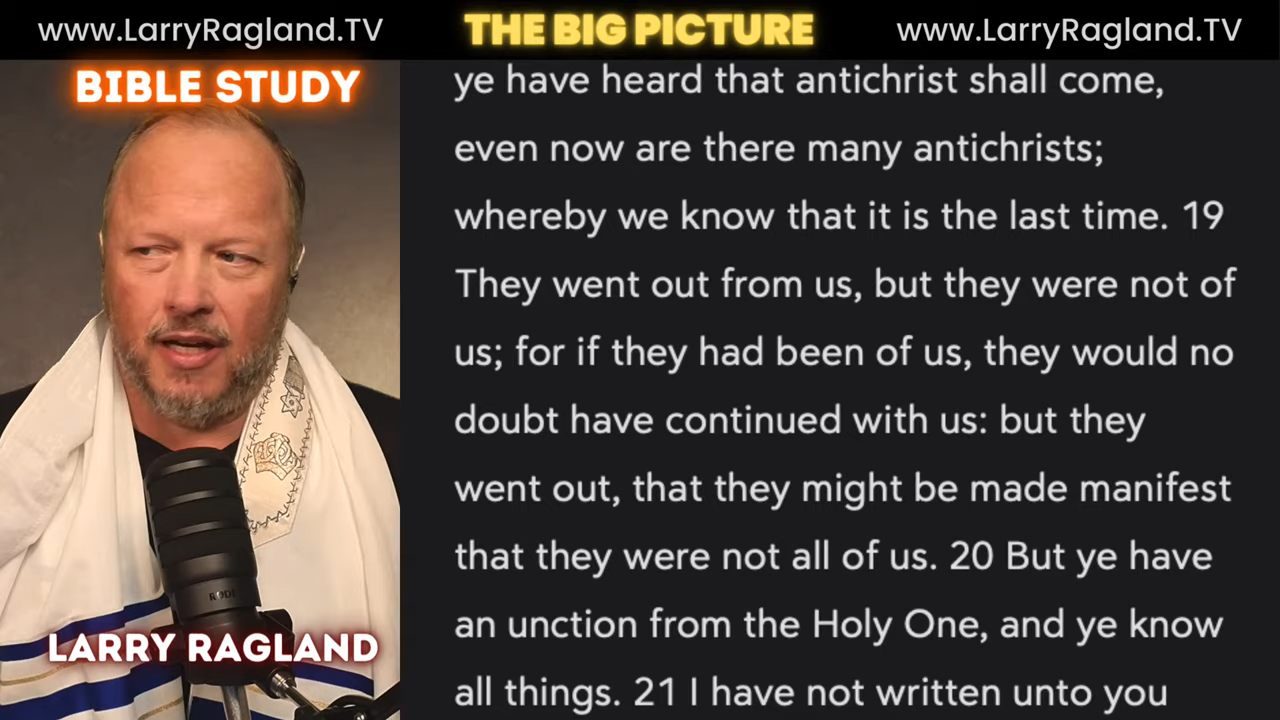 www.LarryRagland.TV
THE BIG PICTURE
www.LarryRagland.TV
BIBLE STUDY
ye have heard that antichrist shall come,
even now are there many antichrists;
whereby we know that it is the last time. 19
They went out from us, but they were not of
us; for if they had been of us, they would no
doubt have continued with us: but they
went out, that they might be made manifest
that they were not all of us. 20 But ye have
an unction from the Holy One, and ye know
all things. 21 I have not written unto you
RODE
LARRY RAGLAND